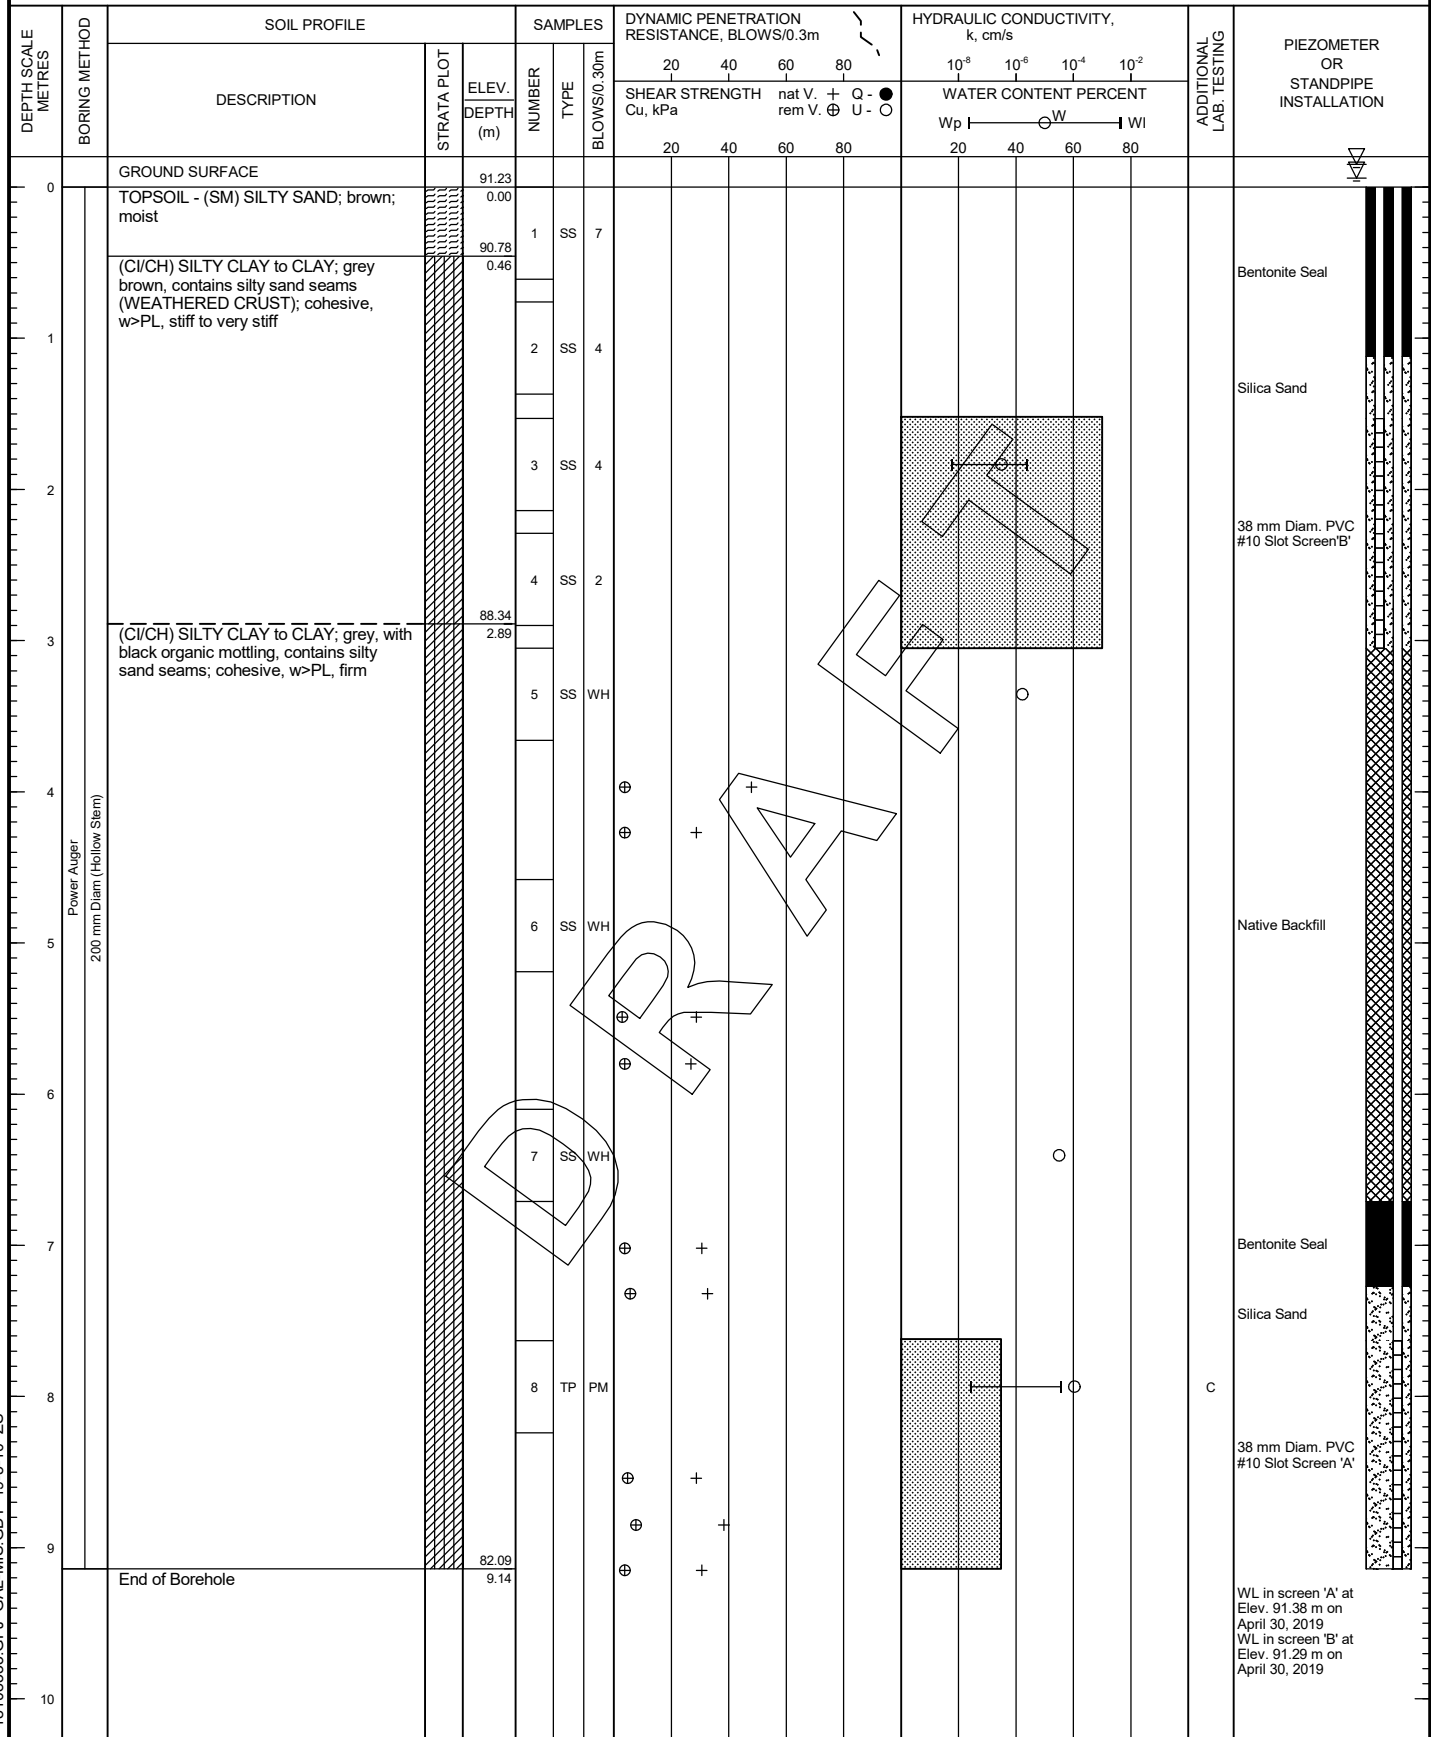 DEPTH SCALE
METRES
BORING METHOD
SOIL PROFILE
DESCRIPTION
STRATA PLOT
ELEV.
DEPTH
(m)
SAMPLES
NUMBER
TYPE
BLOWS/0.30m
DYNAMIC PENETRATION
RESISTANCE, BLOWS/0.3m
20 40 60 80
SHEAR STRENGTH nat V. + Q - ●
Cu, kPa rem V. ⊕ U - ○
20 40 60 80
HYDRAULIC CONDUCTIVITY,
k, cm/s
10-8 10-6 10-4 10-2
WATER CONTENT PERCENT
Wp W Wl
20 40 60 80
ADDITIONAL
LAB. TESTING
PIEZOMETER
OR
STANDPIPE
INSTALLATION
GROUND SURFACE 91.23
0
TOPSOIL - (SM) SILTY SAND; brown; 0.00
moist
1 SS 7
90.78
(CI/CH) SILTY CLAY to CLAY; grey 0.46
brown, contains silty sand seams
(WEATHERED CRUST); cohesive,
w>PL, stiff to very stiff
Bentonite Seal
1
2 SS 4
Silica Sand
3 SS 4
2
38 mm Diam. PVC
#10 Slot Screen'B'
4 SS 2
88.34
(CI/CH) SILTY CLAY to CLAY; grey, with 2.89
black organic mottling, contains silty
sand seams; cohesive, w>PL, firm
3
5 SS WH
4
Power Auger
200 mm Diam (Hollow Stem)
6 SS WH
Native Backfill
5
6
7 SS WH
7
Bentonite Seal
Silica Sand
8
8 TP PM
C
38 mm Diam. PVC
#10 Slot Screen 'A'
9
82.09
End of Borehole 9.14
WL in screen 'A' at
Elev. 91.38 m on
April 30, 2019
WL in screen 'B' at
Elev. 91.29 m on
April 30, 2019
10
DRAFT